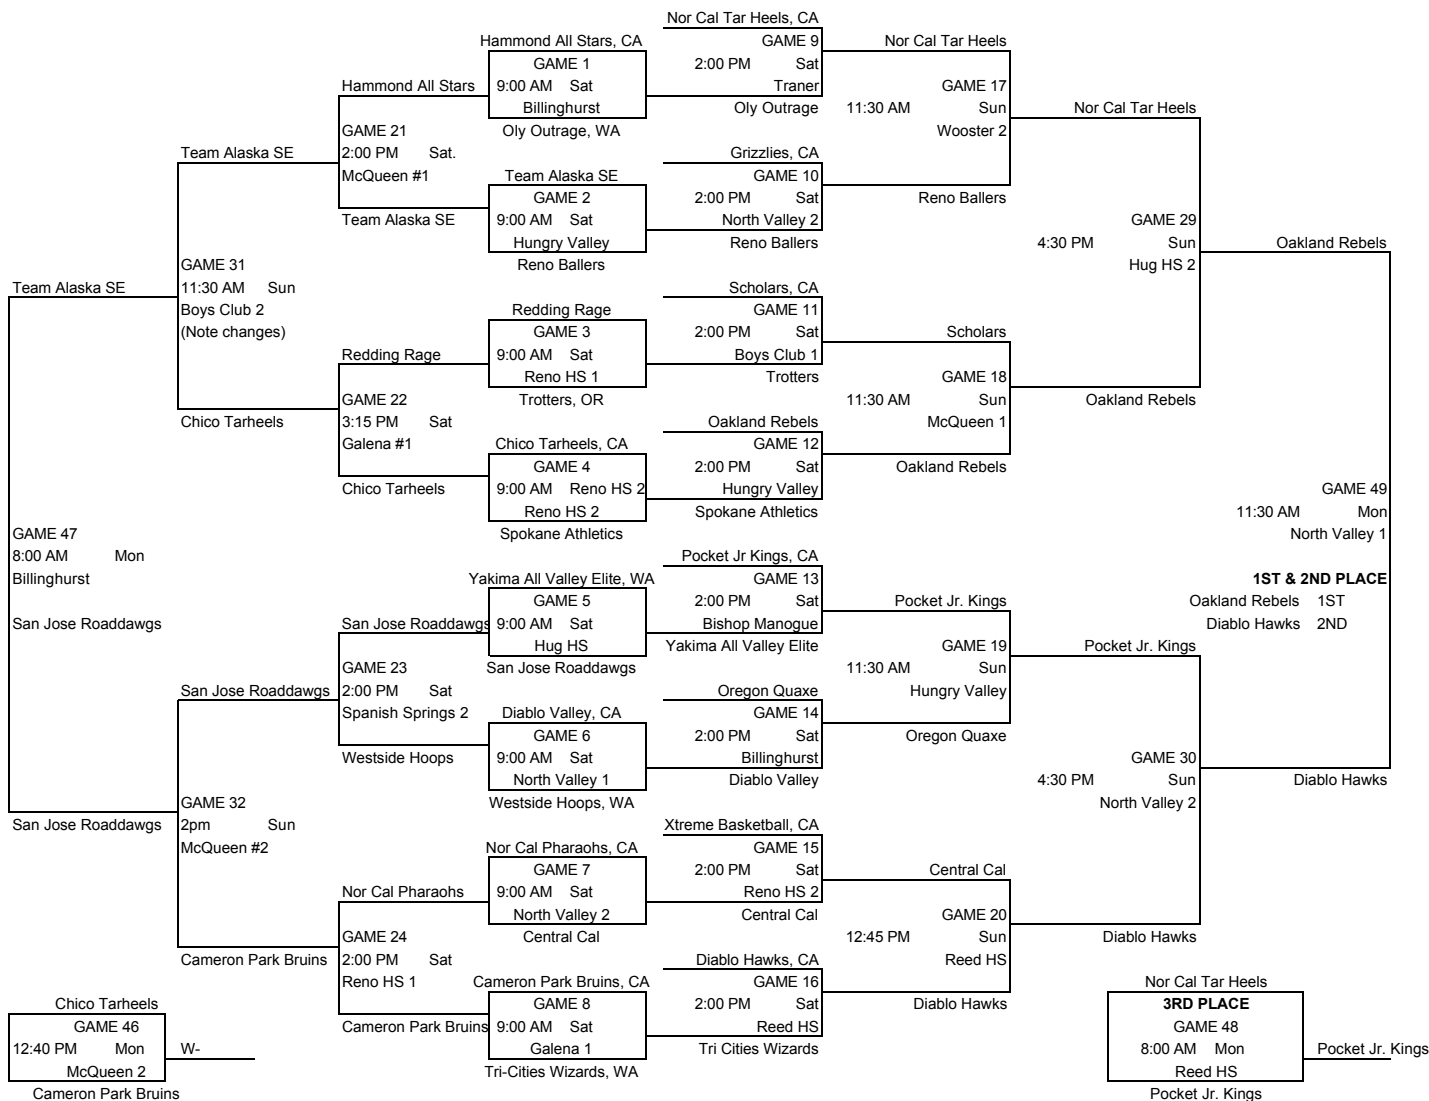 Nor Cal Tar Heels, CA
Hammond All Stars, CA
GAME 9
Nor Cal Tar Heels
GAME 1
2:00 PM Sat
Hammond All Stars
9:00 AM Sat
Traner
GAME 17
Billinghurst
Oly Outrage
11:30 AM Sun
Nor Cal Tar Heels
GAME 21
Oly Outrage, WA
Wooster 2
Team Alaska SE
2:00 PM Sat.
Grizzlies, CA
McQueen #1
Team Alaska SE
GAME 10
GAME 2
2:00 PM Sat
Reno Ballers
Team Alaska SE
9:00 AM Sat
North Valley 2
GAME 29
Hungry Valley
Reno Ballers
4:30 PM Sun
Oakland Rebels
GAME 31
Reno Ballers
Hug HS 2
Team Alaska SE
11:30 AM Sun
Scholars, CA
Boys Club 2
Redding Rage
GAME 11
(Note changes)
GAME 3
2:00 PM Sat
Scholars
Redding Rage
9:00 AM Sat
Boys Club 1
Reno HS 1
Trotters
GAME 18
GAME 22
Trotters, OR
11:30 AM Sun
Oakland Rebels
Chico Tarheels
3:15 PM Sat
Oakland Rebels
McQueen 1
Galena #1
Chico Tarheels, CA
GAME 12
GAME 4
2:00 PM Sat
Oakland Rebels
Chico Tarheels
9:00 AM Reno HS 2
Hungry Valley
GAME 49
Reno HS 2
Spokane Athletics
11:30 AM Mon
GAME 47
Spokane Athletics
North Valley 1
8:00 AM Mon
Pocket Jr Kings, CA
Billinghurst
Yakima All Valley Elite, WA
GAME 13
1ST & 2ND PLACE
GAME 5
2:00 PM Sat
Pocket Jr. Kings
Oakland Rebels 1ST
San Jose Roaddawgs
San Jose Roaddawgs
9:00 AM Sat
Bishop Manogue
Diablo Hawks 2ND
Hug HS
Yakima All Valley Elite
GAME 19
Pocket Jr. Kings
GAME 23
San Jose Roaddawgs
11:30 AM Sun
San Jose Roaddawgs
2:00 PM Sat
Oregon Quaxe
Hungry Valley
Spanish Springs 2
Diablo Valley, CA
GAME 14
GAME 6
2:00 PM Sat
Oregon Quaxe
Westside Hoops
9:00 AM Sat
Billinghurst
GAME 30
North Valley 1
Diablo Valley
4:30 PM Sun
Diablo Hawks
GAME 32
Westside Hoops, WA
North Valley 2
San Jose Roaddawgs
2pm Sun
Xtreme Basketball, CA
McQueen #2
Nor Cal Pharaohs, CA
GAME 15
GAME 7
2:00 PM Sat
Central Cal
Nor Cal Pharaohs
9:00 AM Sat
Reno HS 2
North Valley 2
Central Cal
GAME 20
GAME 24
Central Cal
12:45 PM Sun
Diablo Hawks
Cameron Park Bruins
2:00 PM Sat
Diablo Hawks, CA
Reed HS
Reno HS 1
Cameron Park Bruins, CA
GAME 16
Nor Cal Tar Heels
Chico Tarheels
GAME 8
2:00 PM Sat
Diablo Hawks
3RD PLACE
GAME 46
Cameron Park Bruins
9:00 AM Sat
Reed HS
GAME 48
12:40 PM Mon
W-
Galena 1
Tri Cities Wizards
8:00 AM Mon
Pocket Jr. Kings
McQueen 2
Tri-Cities Wizards, WA
Reed HS
Cameron Park Bruins
Pocket Jr. Kings